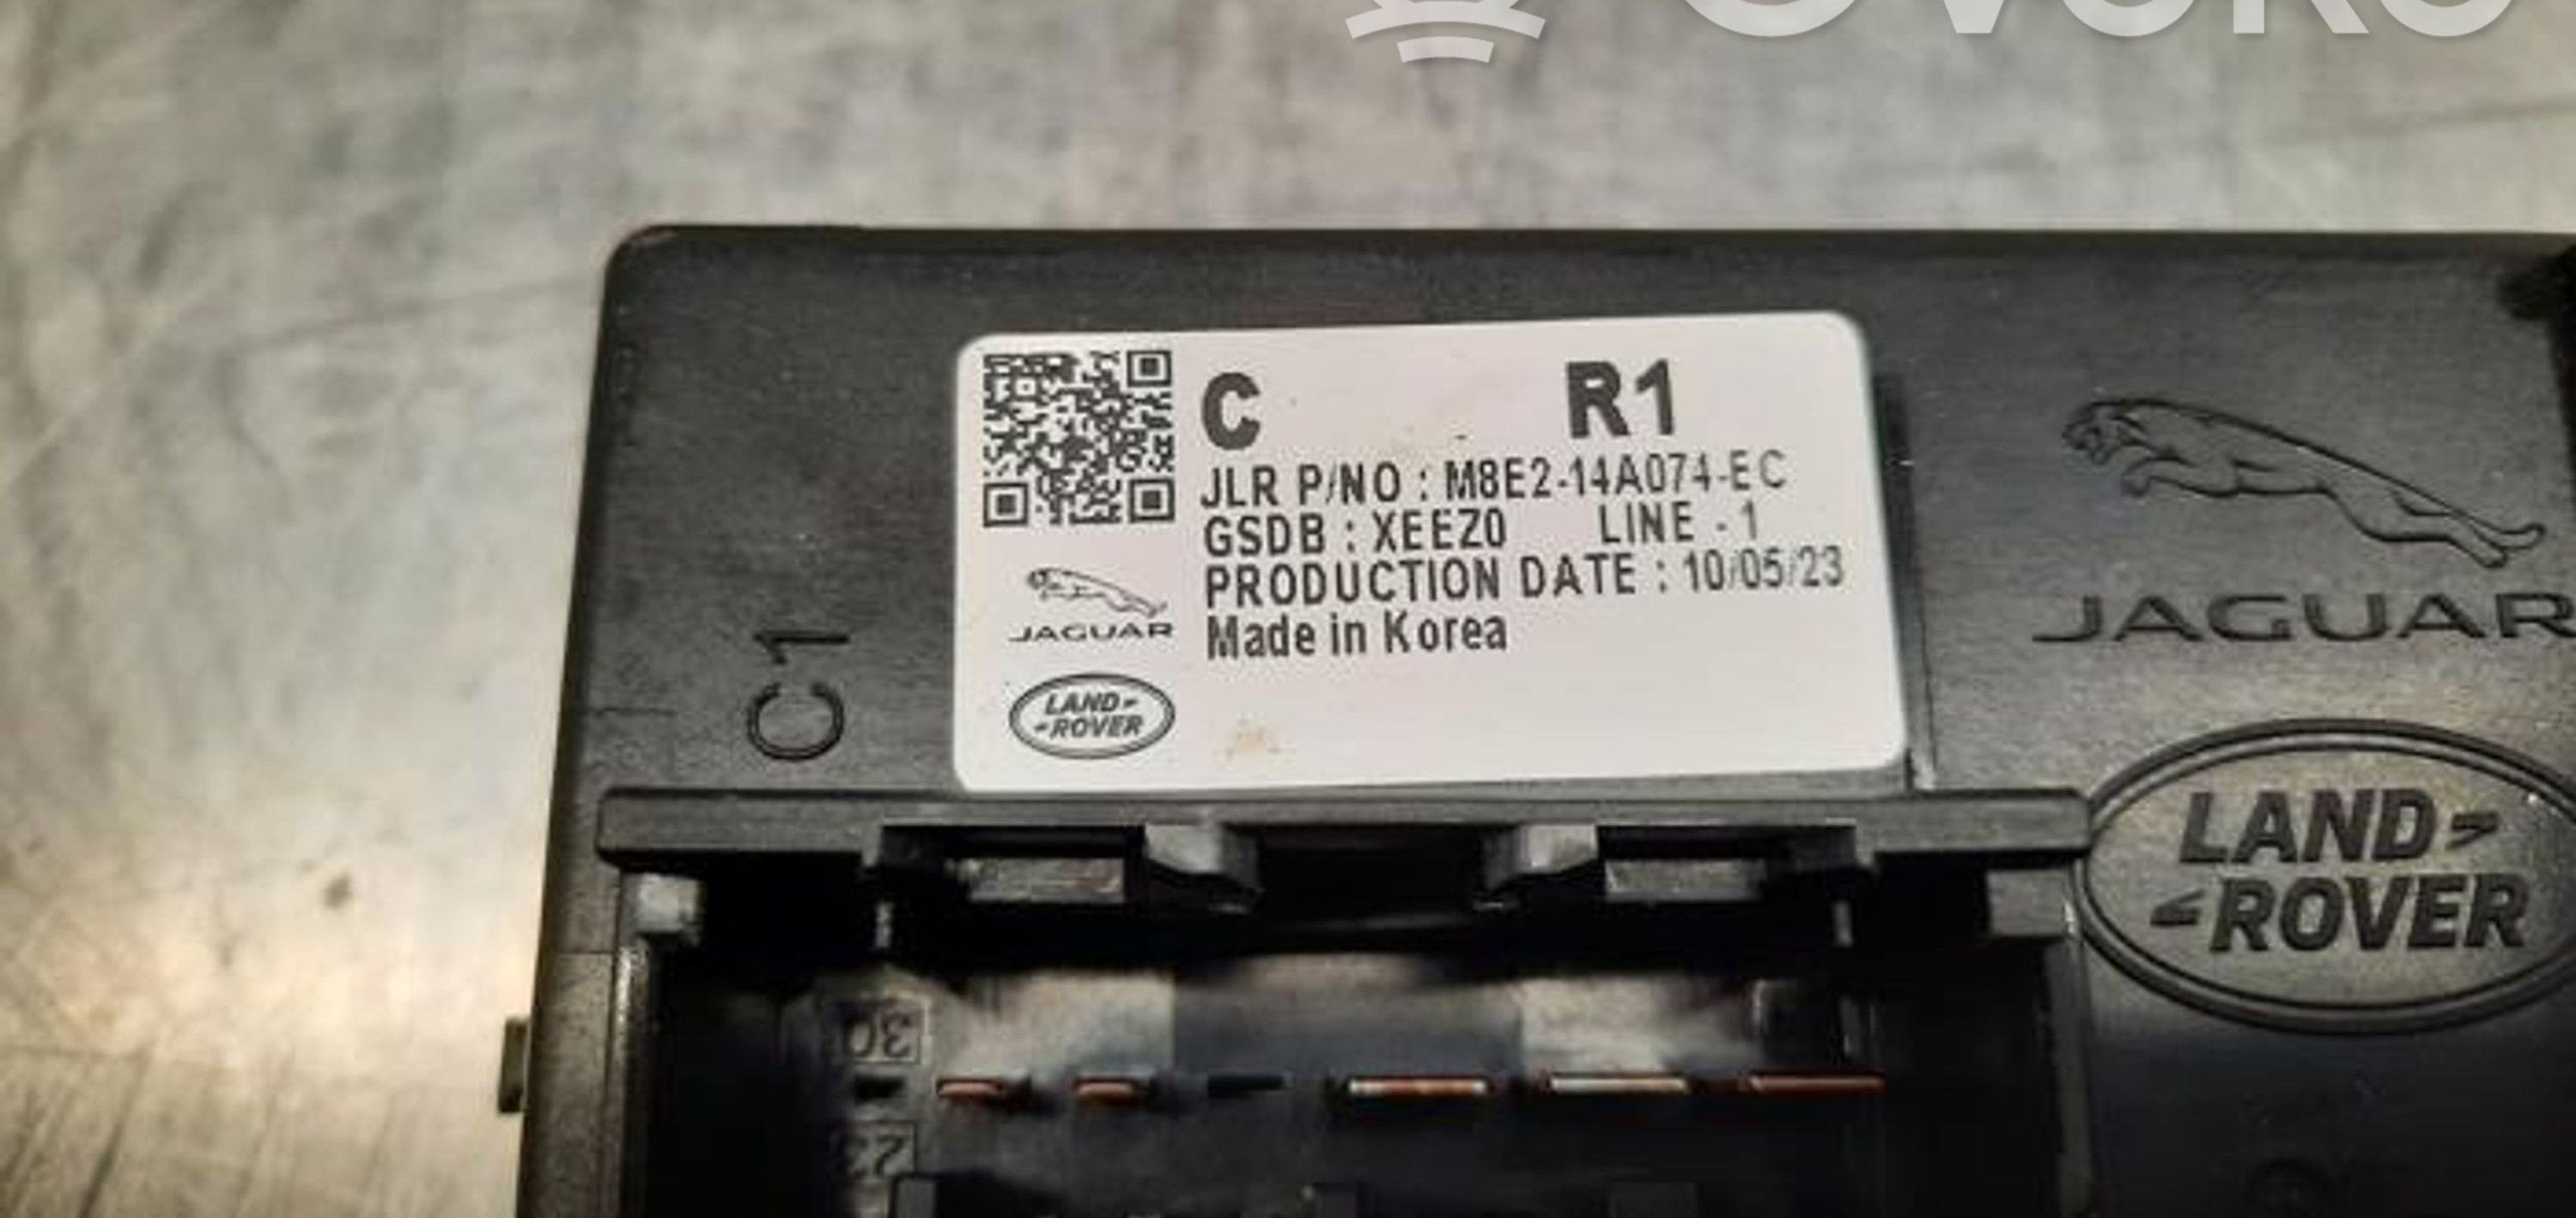 OVOKO
C R1
JLR P/NO : M8E2-14A074-EC
GSDB : XEEZ0 LINE - 1
PRODUCTION DATE : 10/05/23
Made in Korea
JAGUAR
LAND
ROVER
C1
JAGUAR
LAND
ROVER
30